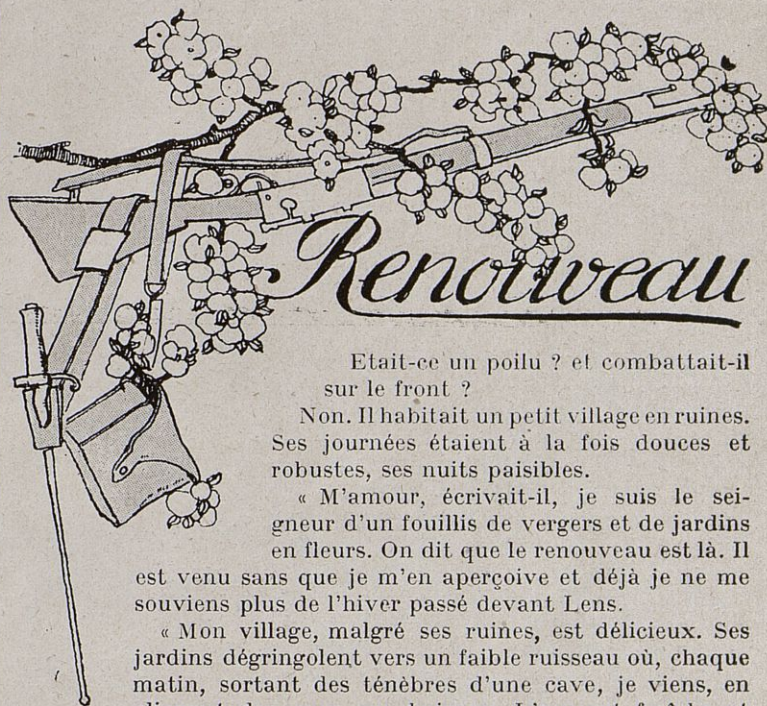 Renouveau
Etait-ce un poilu ? et combattait-il
sur le front ?
Non. Il habitait un petit village en ruines.
Ses journées étaient à la fois douces et
robustes, ses nuits paisibles.
« M'amour, écrivait-il, je suis le sei-
gneur d'un fouillis de vergers et de jardins
en fleurs. On dit que le renouveau est là. Il
est venu sans que je m'en aperçoive et déjà je ne me
souviens plus de l'hiver passé devant Lens.
« Mon village, malgré ses ruines, est délicieux. Ses
jardins dégringolent vers un faible ruisseau où, chaque
matin, sortant des ténèbres d'une cave, je viens, en